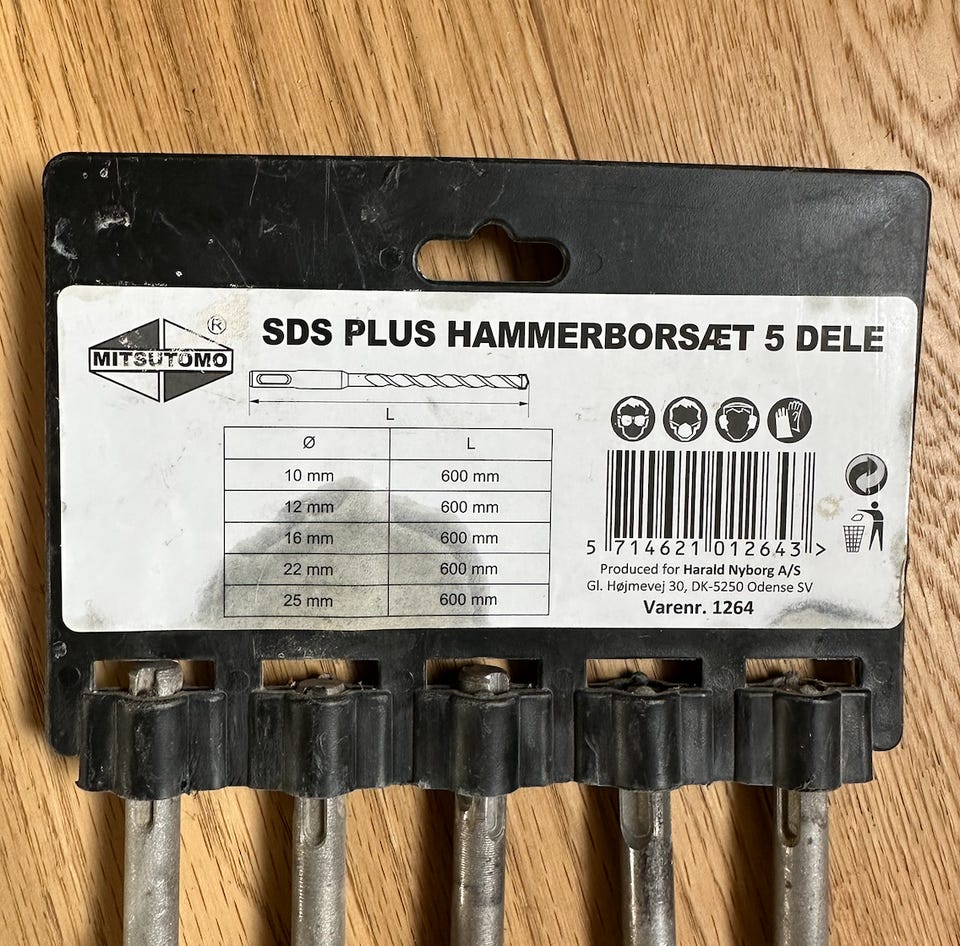 SDS PLUS HAMMERBORSÆT 5 DELE
MITSUTOMO ®
L
Ø L
10 mm 600 mm
12 mm 600 mm
16 mm 600 mm
22 mm 600 mm
25 mm 600 mm
5 714621 012643 >
Produced for Harald Nyborg A/S
Gl. Højmevej 30, DK-5250 Odense SV
Varenr. 1264